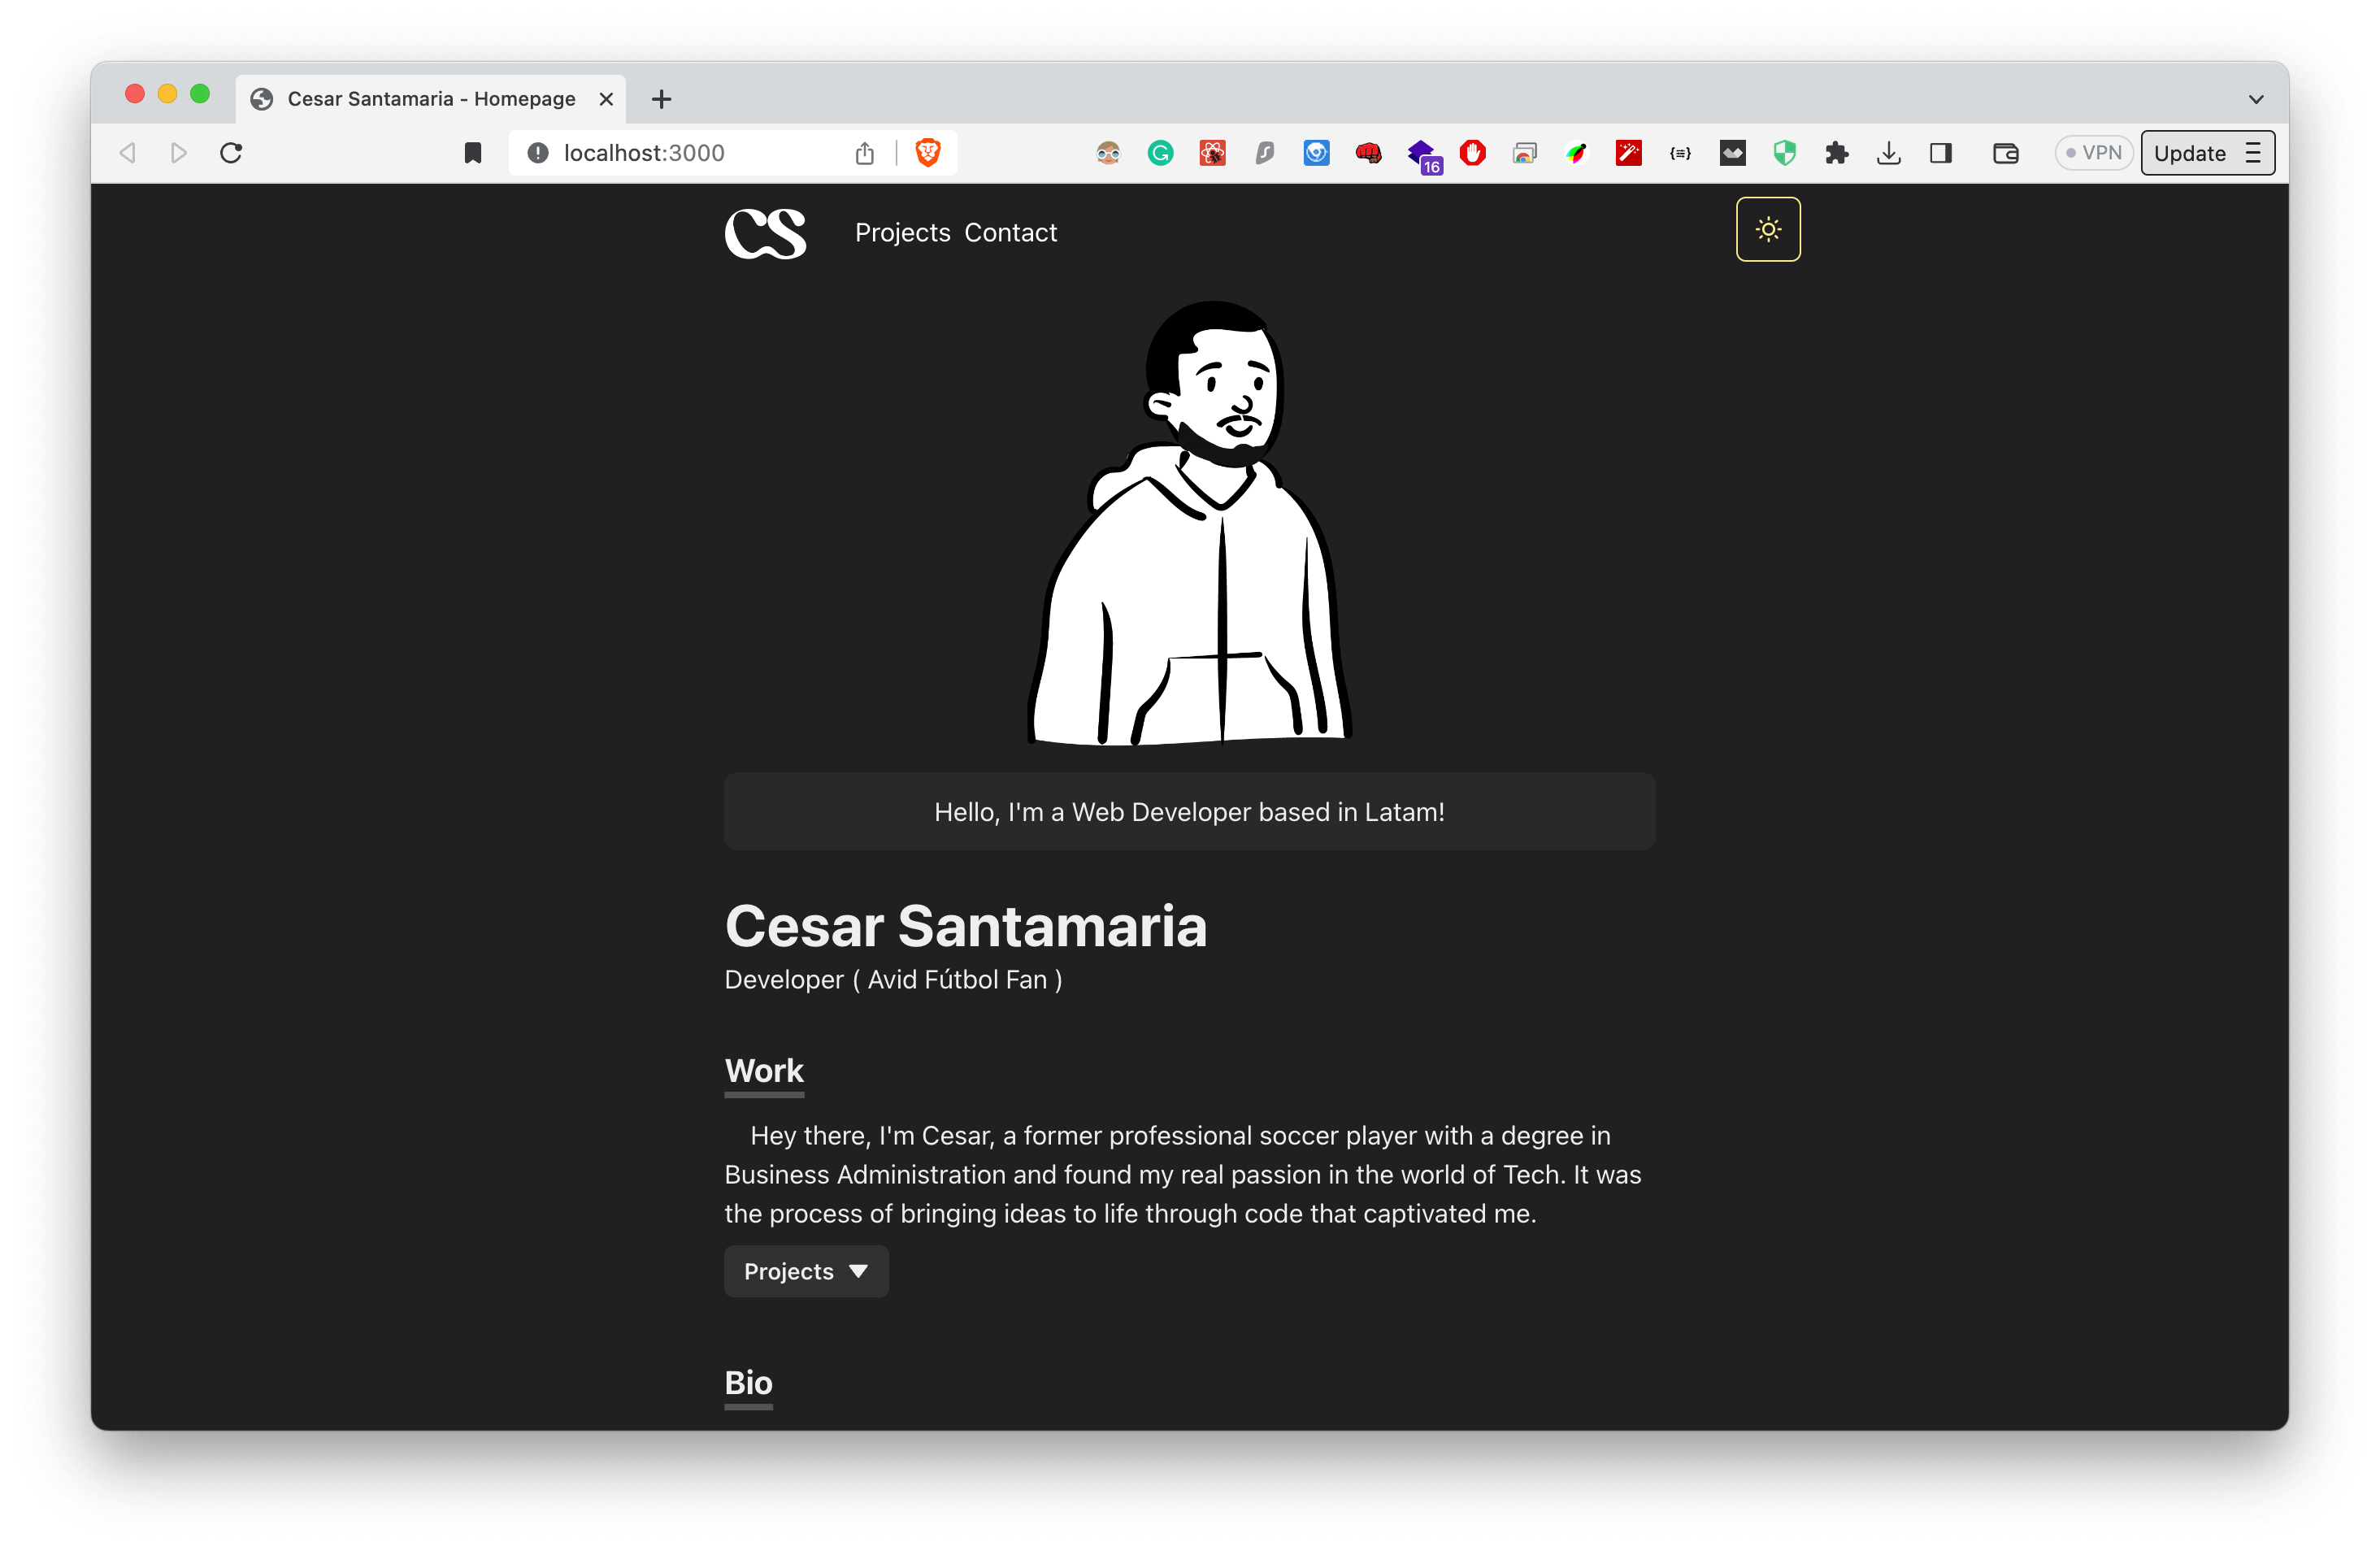 Cesar Santamaria - Homepage
localhost:3000
16
VPN
Update
CS
Projects Contact
Hello, I'm a Web Developer based in Latam!
Cesar Santamaria
Developer ( Avid Fútbol Fan )
Work
Hey there, I'm Cesar, a former professional soccer player with a degree in
Business Administration and found my real passion in the world of Tech. It was
the process of bringing ideas to life through code that captivated me.
Projects
Bio